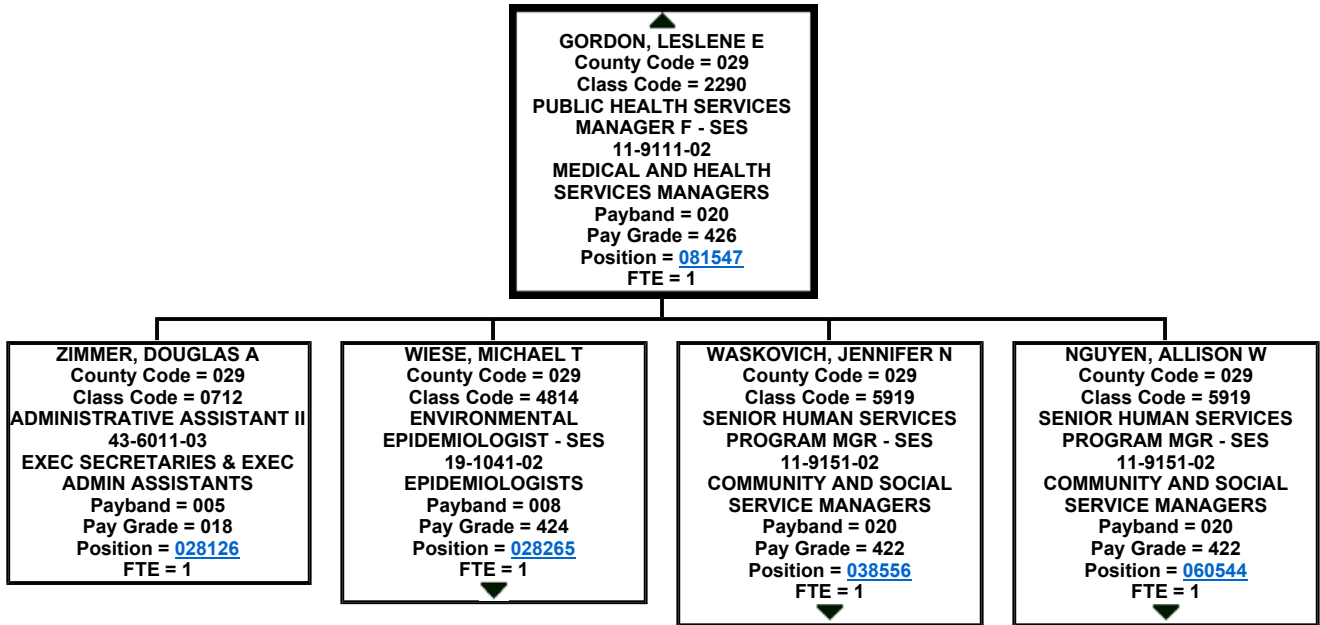 GORDON, LESLENE E
County Code = 029
Class Code = 2290
PUBLIC HEALTH SERVICES
MANAGER F - SES
11-9111-02
MEDICAL AND HEALTH
SERVICES MANAGERS
Payband = 020
Pay Grade = 426
Position = 081547
FTE = 1
ZIMMER, DOUGLAS A
County Code = 029
Class Code = 0712
ADMINISTRATIVE ASSISTANT II
43-6011-03
EXEC SECRETARIES & EXEC
ADMIN ASSISTANTS
Payband = 005
Pay Grade = 018
Position = 028126
FTE = 1
WIESE, MICHAEL T
County Code = 029
Class Code = 4814
ENVIRONMENTAL
EPIDEMIOLOGIST - SES
19-1041-02
EPIDEMIOLOGISTS
Payband = 008
Pay Grade = 424
Position = 028265
FTE = 1
WASKOVICH, JENNIFER N
County Code = 029
Class Code = 5919
SENIOR HUMAN SERVICES
PROGRAM MGR - SES
11-9151-02
COMMUNITY AND SOCIAL
SERVICE MANAGERS
Payband = 020
Pay Grade = 422
Position = 038556
FTE = 1
NGUYEN, ALLISON W
County Code = 029
Class Code = 5919
SENIOR HUMAN SERVICES
PROGRAM MGR - SES
11-9151-02
COMMUNITY AND SOCIAL
SERVICE MANAGERS
Payband = 020
Pay Grade = 422
Position = 060544
FTE = 1